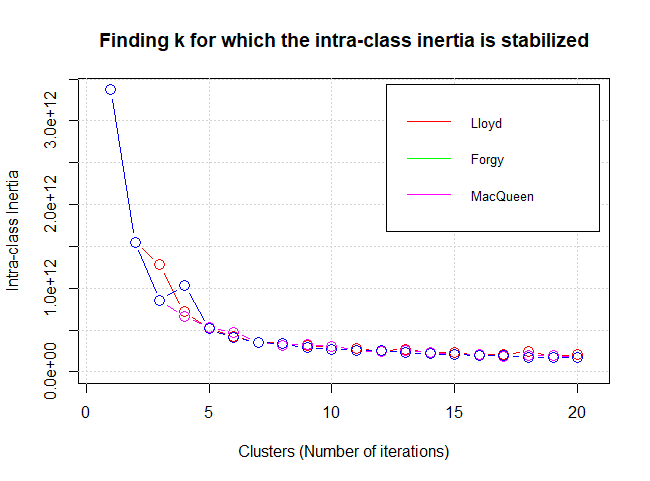 Finding k for which the intra-class inertia is stabilized
Intra-class Inertia
3.0e+12
2.0e+12
1.0e+12
0.0e+00
Lloyd
Forgy
MacQueen
0 5 10 15 20
Clusters (Number of iterations)